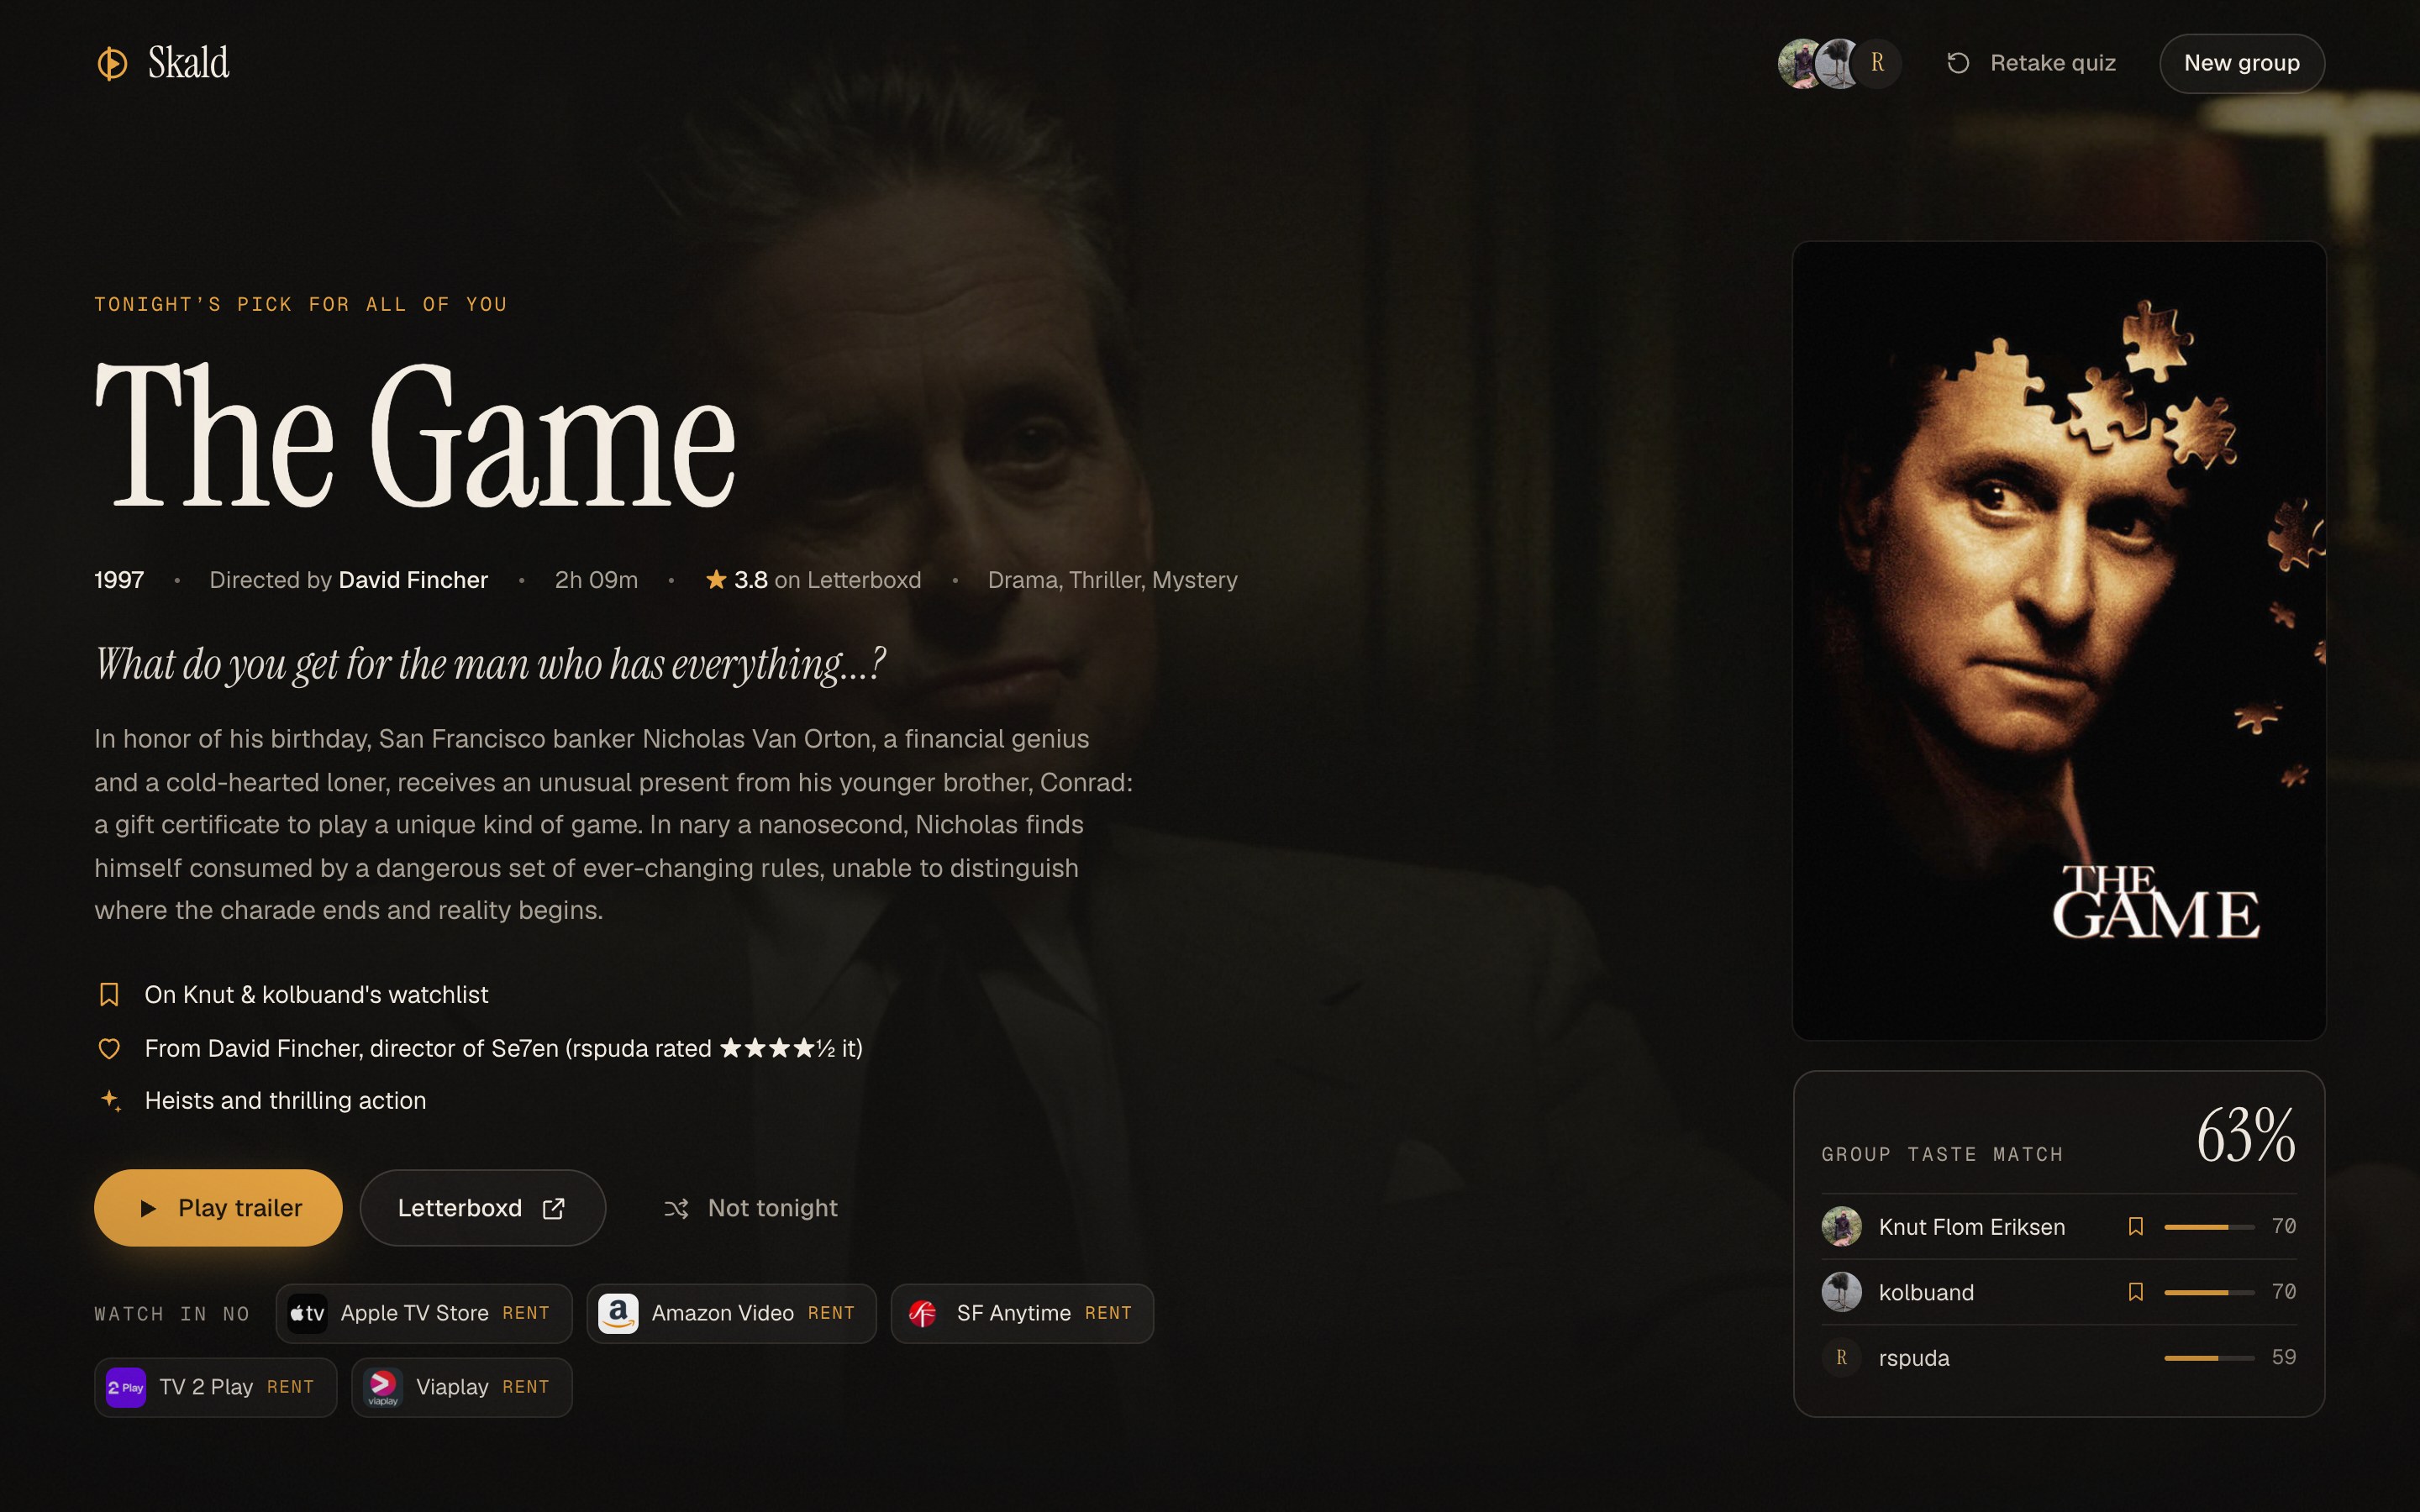 Skald
R
Retake quiz
New group
TONIGHT’S PICK FOR ALL OF YOU
The Game
1997 • Directed by David Fincher • 2h 09m • ★ 3.8 on Letterboxd • Drama, Thriller, Mystery
What do you get for the man who has everything...?
In honor of his birthday, San Francisco banker Nicholas Van Orton, a financial genius
and a cold-hearted loner, receives an unusual present from his younger brother, Conrad:
a gift certificate to play a unique kind of game. In nary a nanosecond, Nicholas finds
himself consumed by a dangerous set of ever-changing rules, unable to distinguish
where the charade ends and reality begins.
On Knut & kolbuand's watchlist
From David Fincher, director of Se7en (rspuda rated ★★★★½ it)
Heists and thrilling action
Play trailer
Letterboxd
Not tonight
WATCH IN NO
tv Apple TV Store RENT
a Amazon Video RENT
SF SF Anytime RENT
2 Play TV 2 Play RENT
viaplay Viaplay RENT
THE
GAME
GROUP TASTE MATCH 63%
Knut Flom Eriksen 70
kolbuand 70
R rspuda 59